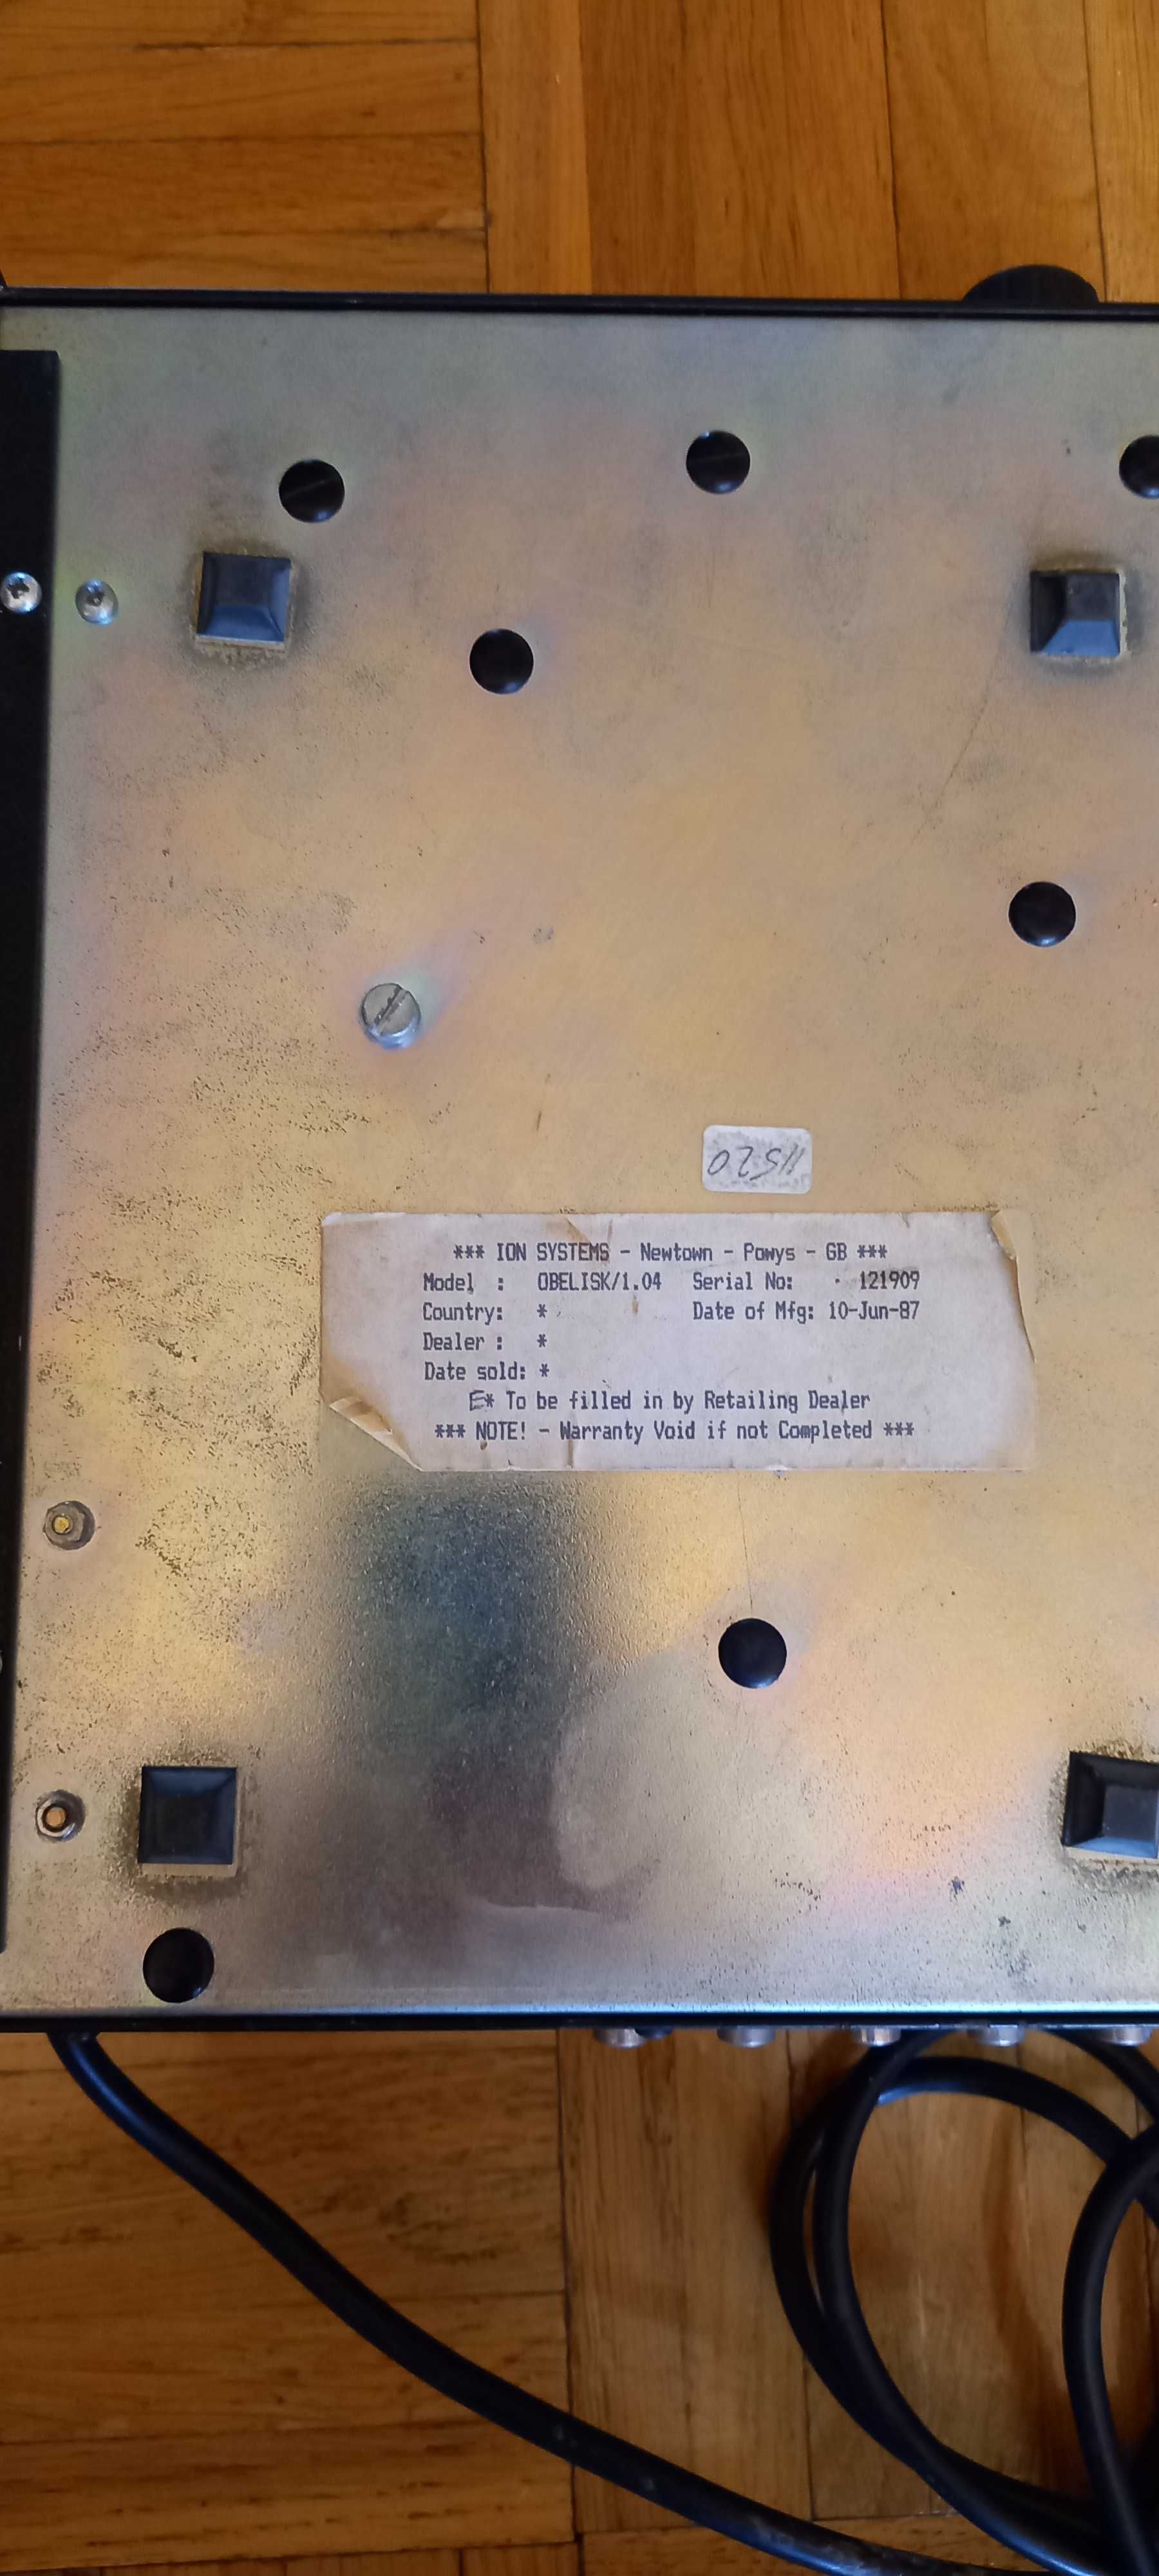 11520
*** ION SYSTEMS - Newtown - Powys - GB ***
Model : OBELISK/1.04 Serial No: 121909
Country: * Date of Mfg: 10-Jun-87
Dealer : *
Date sold: *
E* To be filled in by Retailing Dealer
*** NOTE! - Warranty Void if not Completed ***